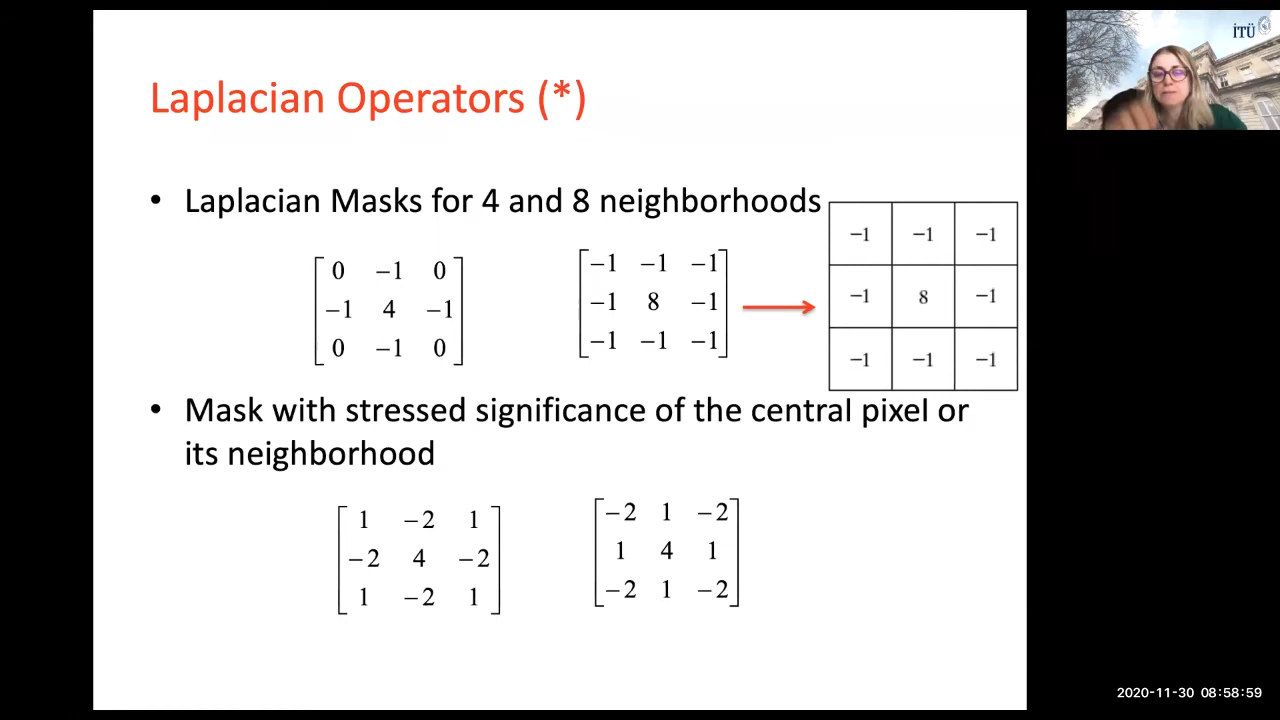 Laplacian Operators (*)
• Laplacian Masks for 4 and 8 neighborhoods
0 −1 0
−1 4 −1
0 −1 0
−1 −1 −1
−1 8 −1
−1 −1 −1
−1 −1 −1
−1 8 −1
−1 −1 −1
• Mask with stressed significance of the central pixel or
its neighborhood
1 −2 1
−2 4 −2
1 −2 1
−2 1 −2
1 4 1
−2 1 −2
İTÜ
2020-11-30 08:58:59